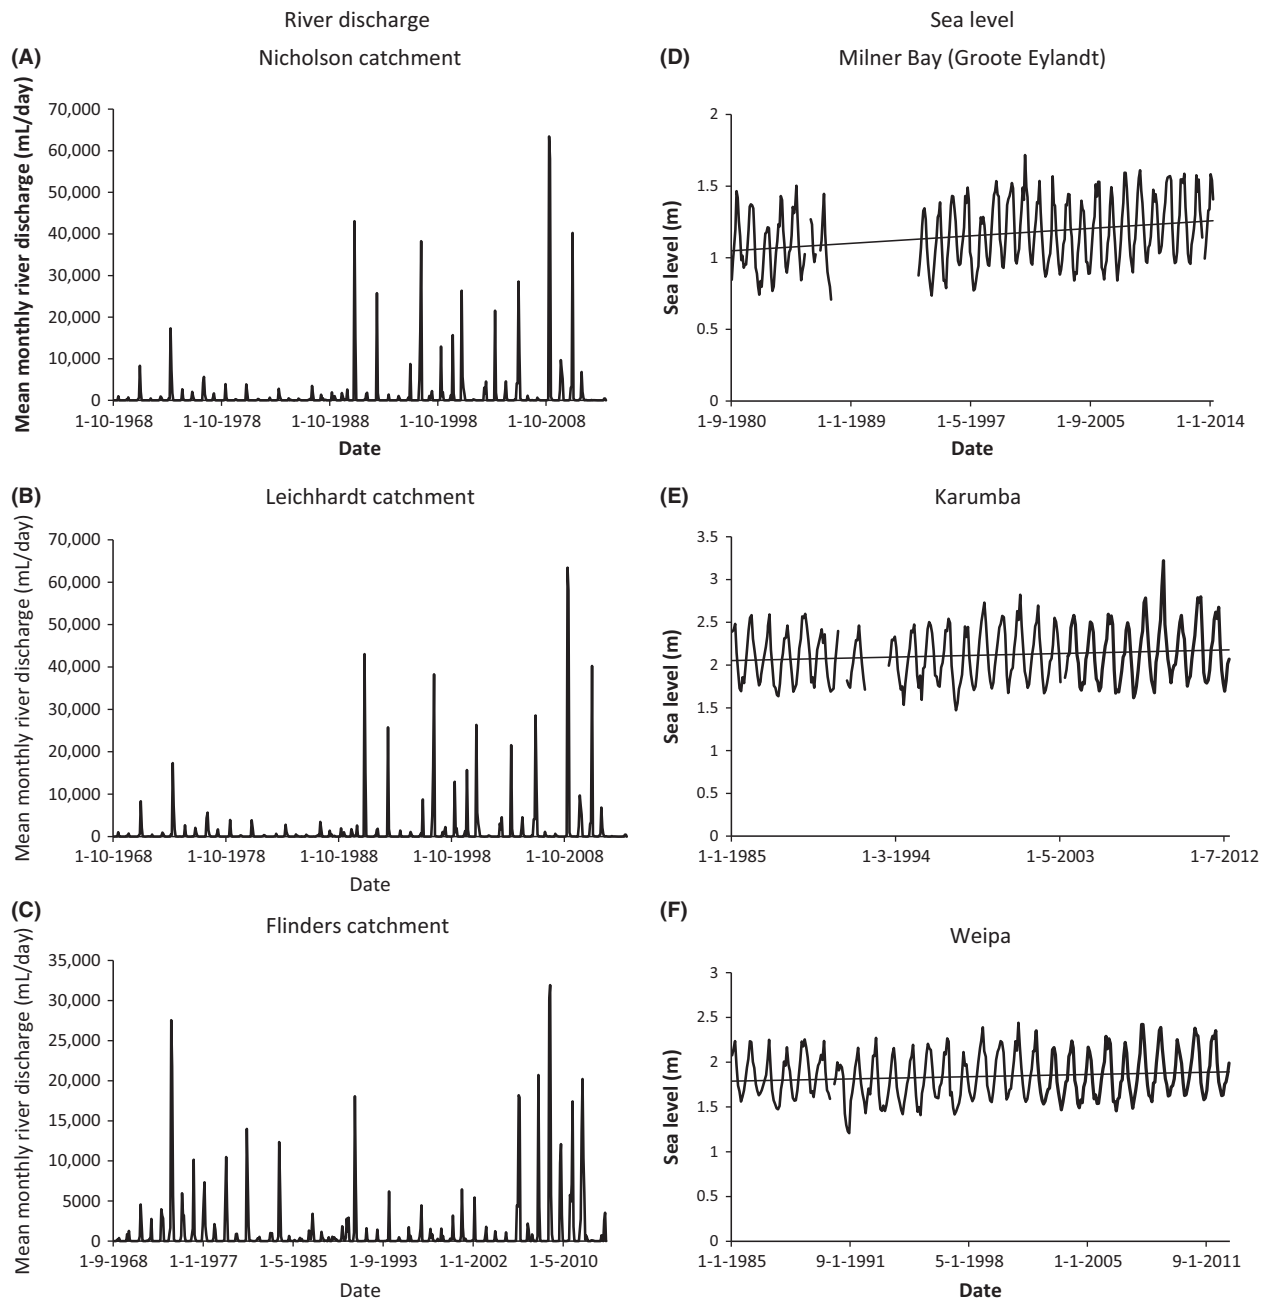 River discharge
Sea level
(A)
Nicholson catchment
Mean monthly river discharge (mL/day)
70,000
60,000
50,000
40,000
30,000
20,000
10,000
0
1-10-1968
1-10-1978
1-10-1988
1-10-1998
1-10-2008
Date
(D)
Milner Bay (Groote Eylandt)
Sea level (m)
2
1.5
1
0.5
0
1-9-1980
1-1-1989
1-5-1997
1-9-2005
1-1-2014
Date
(B)
Leichhardt catchment
Mean monthly river discharge (mL/day)
70,000
60,000
50,000
40,000
30,000
20,000
10,000
0
1-10-1968
1-10-1978
1-10-1988
1-10-1998
1-10-2008
Date
(E)
Karumba
Sea level (m)
3.5
3
2.5
2
1.5
1
0.5
0
1-1-1985
1-3-1994
1-5-2003
1-7-2012
(C)
Flinders catchment
Mean monthly river discharge (mL/day)
35,000
30,000
25,000
20,000
15,000
10,000
5000
0
1-9-1968
1-1-1977
1-5-1985
1-9-1993
1-1-2002
1-5-2010
Date
(F)
Weipa
Sea level (m)
3
2.5
2
1.5
1
0.5
0
1-1-1985
9-1-1991
5-1-1998
1-1-2005
9-1-2011
Date